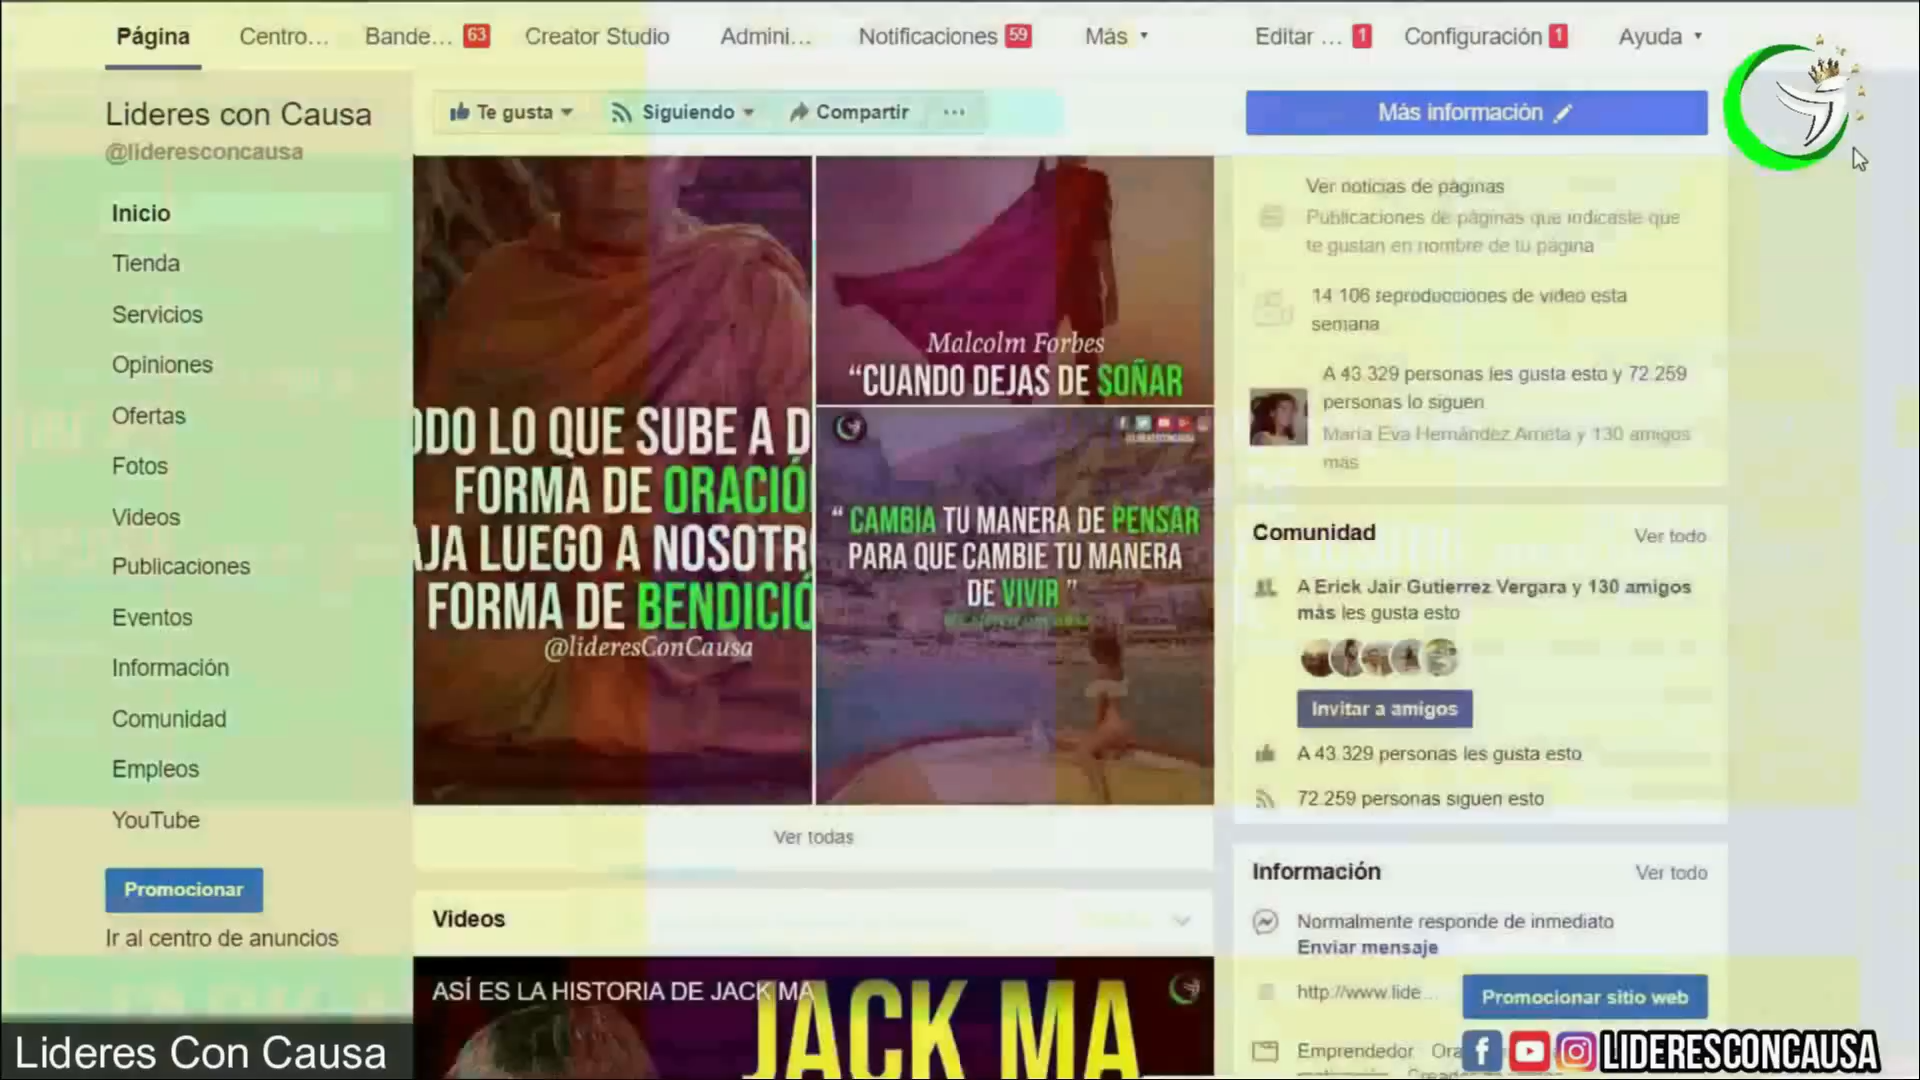 Página Centro... Bande... 63 Creator Studio Admini... Notificaciones 59 Más Editar ... 1 Configuración 1 Ayuda
Lideres con Causa
@lideresconcausa
Te gusta Siguiendo Compartir ...
Más información
Inicio
Tienda
Servicios
Opiniones
Ofertas
Fotos
Videos
Publicaciones
Eventos
Información
Comunidad
Empleos
YouTube
Promocionar
Ir al centro de anuncios
ODO LO QUE SUBE A D
FORMA DE ORACIÓ
AJA LUEGO A NOSOTR
FORMA DE BENDICIÓ
@lideresConCausa
Malcolm Forbes
“CUANDO DEJAS DE SOÑAR
“ CAMBIA TU MANERA DE PENSAR
PARA QUE CAMBIE TU MANERA
DE VIVIR ”
Ver todas
Videos
ASÍ ES LA HISTORIA DE JACK MA
JACK MA
Ver noticias de páginas
Publicaciones de páginas que indicaste que
te gustan en nombre de tu página
14 106 reproducciones de video esta
semana
A 43.329 personas les gusta esto y 72.259
personas lo siguen
María Eva Hernández Arrieta y 130 amigos
más
Comunidad Ver todo
A Erick Jair Gutierrez Vergara y 130 amigos
más les gusta esto
Invitar a amigos
A 43.329 personas les gusta esto
72.259 personas siguen esto
Información Ver todo
Normalmente responde de inmediato
Enviar mensaje
http://www.lide... Promocionar sitio web
Emprendedor
Lideres Con Causa
LIDERESCONCAUSA